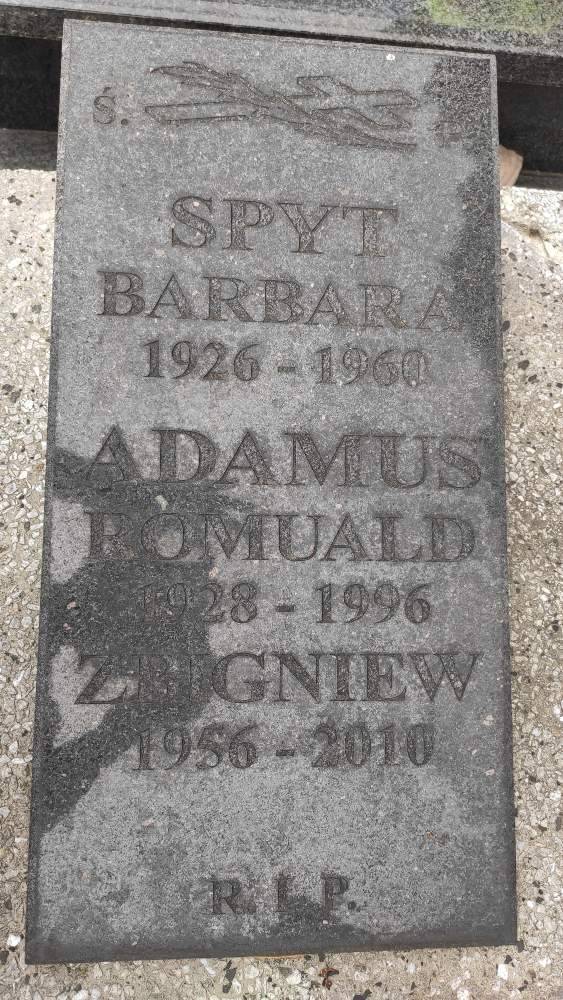 Ś.
SPYT
BARBARA
1926 - 1960
ADAMUS
ROMUALD
1928 - 1996
ZBIGNIEW
1956 - 2010
R.I.P.